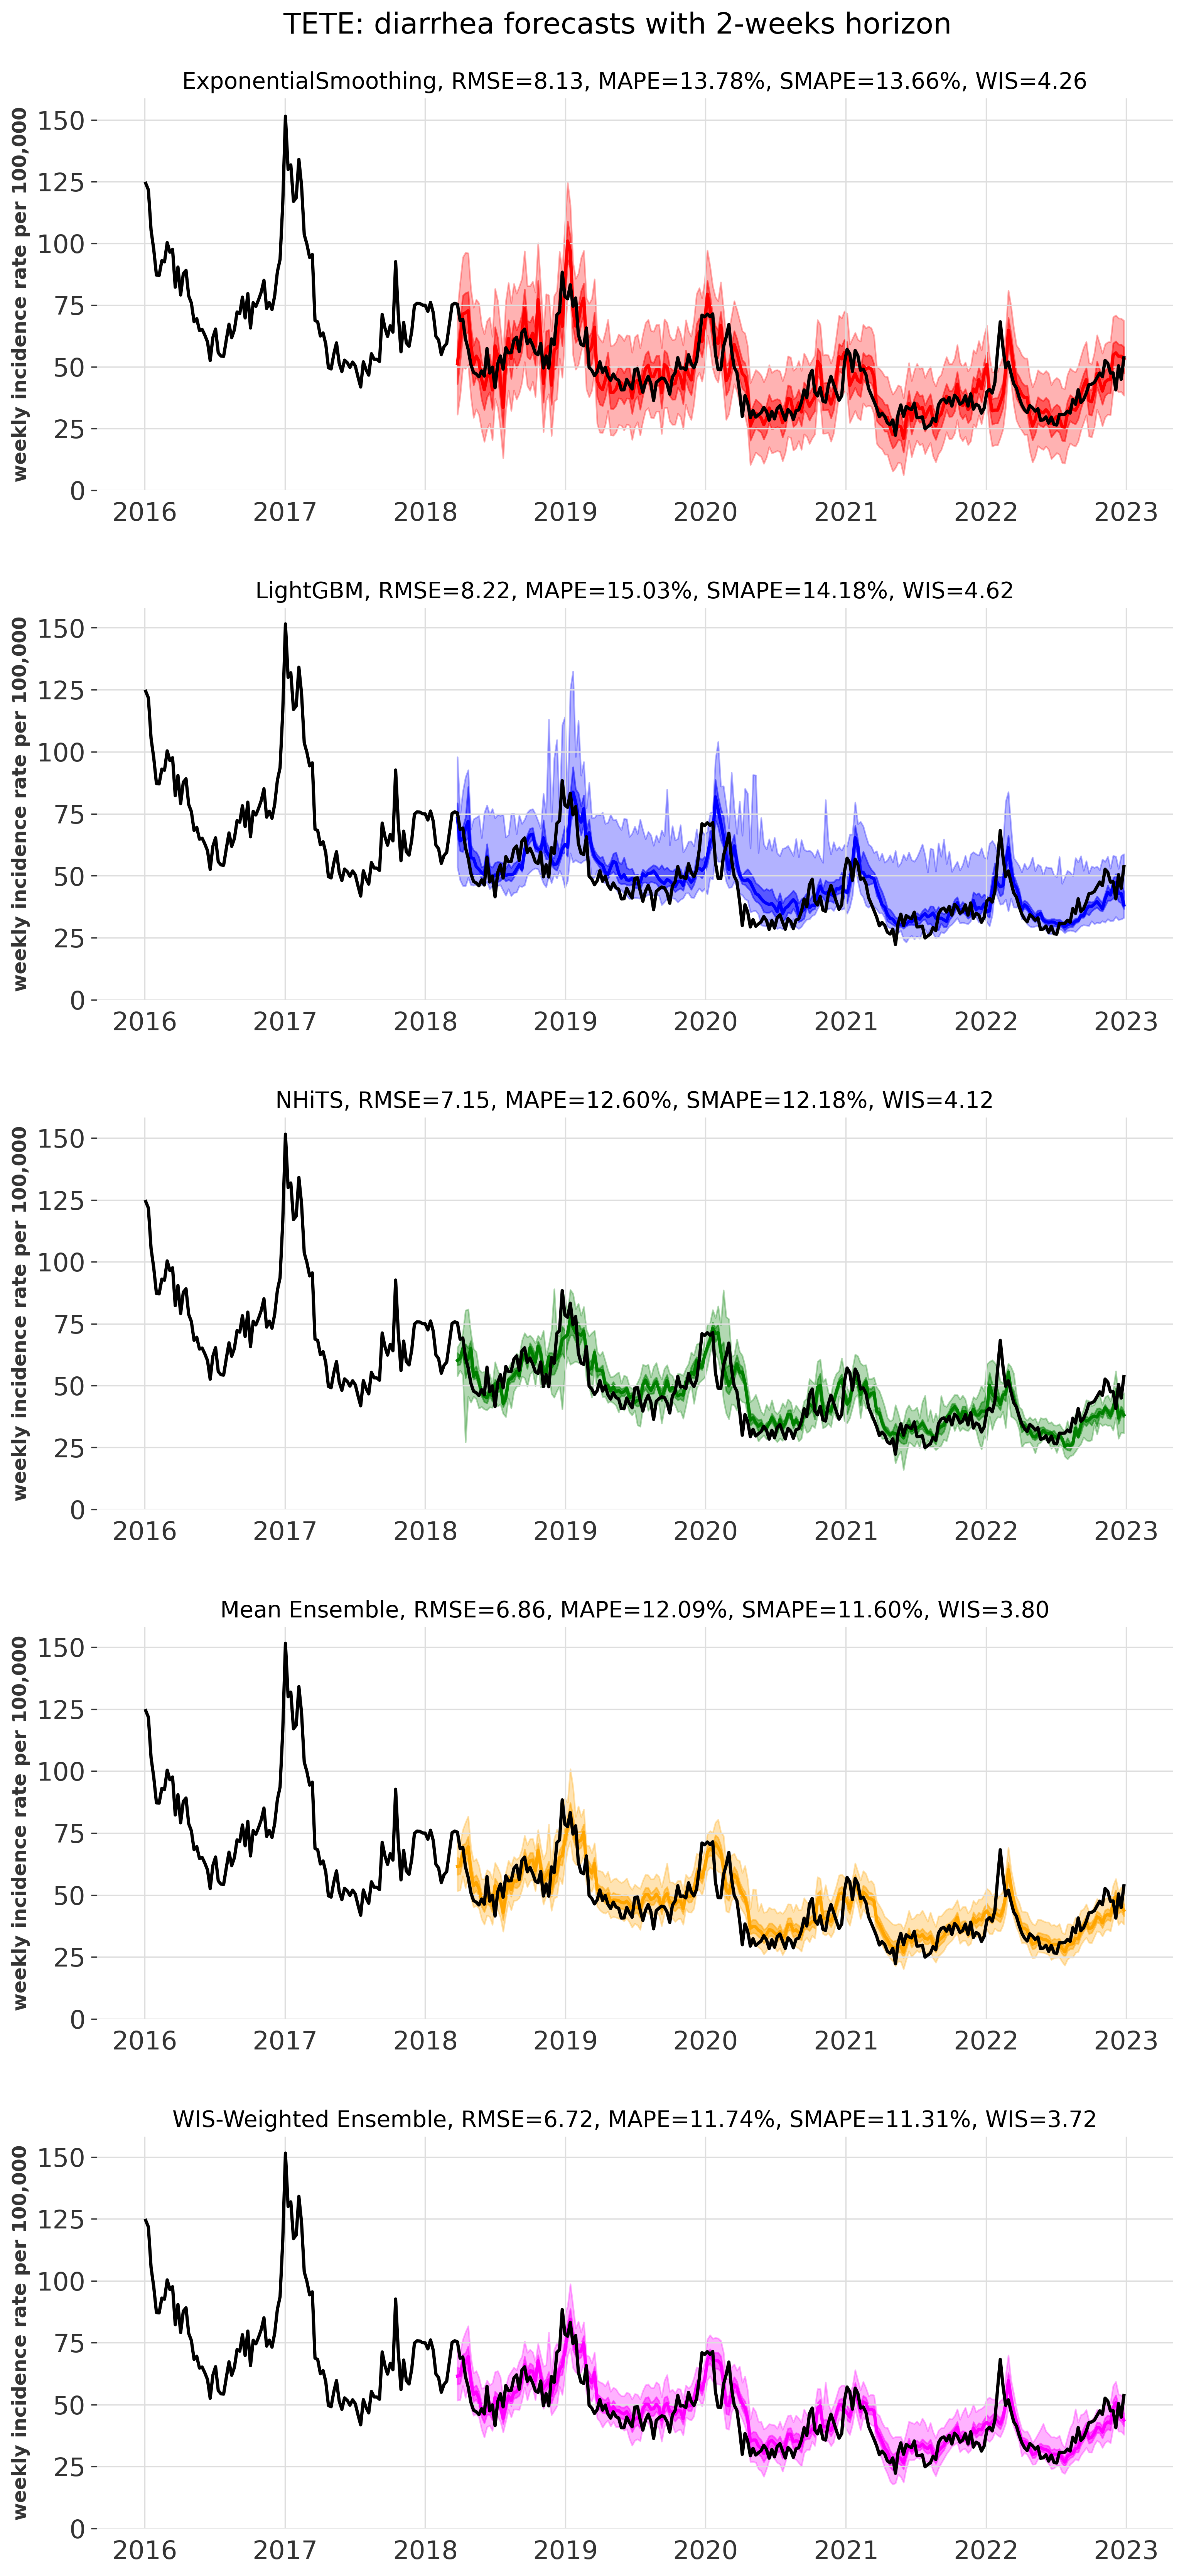 TETE: diarrhea forecasts with 2-weeks horizon
ExponentialSmoothing, RMSE=8.13, MAPE=13.78%, SMAPE=13.66%, WIS=4.26
weekly incidence rate per 100,000
150
125
100
75
50
25
0
2016 2017 2018 2019 2020 2021 2022 2023
LightGBM, RMSE=8.22, MAPE=15.03%, SMAPE=14.18%, WIS=4.62
weekly incidence rate per 100,000
150
125
100
75
50
25
0
2016 2017 2018 2019 2020 2021 2022 2023
NHiTS, RMSE=7.15, MAPE=12.60%, SMAPE=12.18%, WIS=4.12
weekly incidence rate per 100,000
150
125
100
75
50
25
0
2016 2017 2018 2019 2020 2021 2022 2023
Mean Ensemble, RMSE=6.86, MAPE=12.09%, SMAPE=11.60%, WIS=3.80
weekly incidence rate per 100,000
150
125
100
75
50
25
0
2016 2017 2018 2019 2020 2021 2022 2023
WIS-Weighted Ensemble, RMSE=6.72, MAPE=11.74%, SMAPE=11.31%, WIS=3.72
weekly incidence rate per 100,000
150
125
100
75
50
25
0
2016 2017 2018 2019 2020 2021 2022 2023